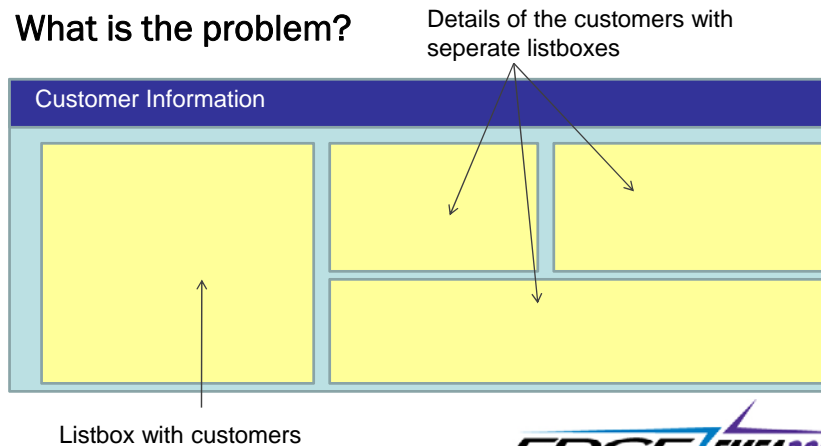 What is the problem?
Details of the customers with
seperate listboxes
Customer Information
Listbox with customers